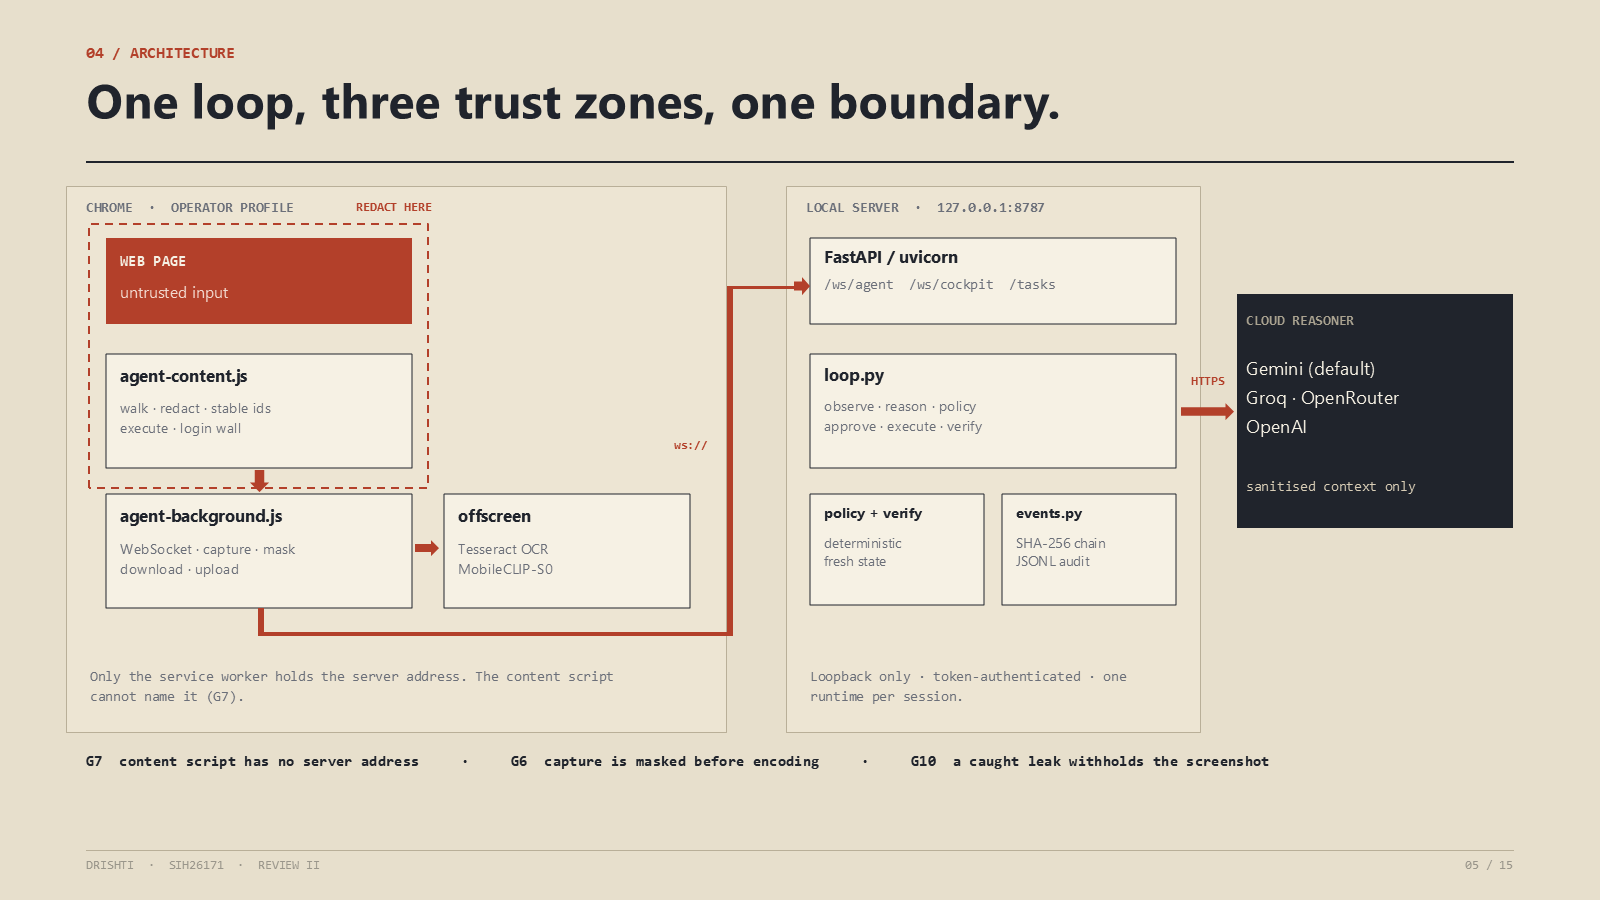 04 / ARCHITECTURE
One loop, three trust zones, one boundary.
CHROME · OPERATOR PROFILE
REDACT HERE
WEB PAGE
untrusted input
agent-content.js
walk · redact · stable ids
execute · login wall
agent-background.js
WebSocket · capture · mask
download · upload
offscreen
Tesseract OCR
MobileCLIP-S0
ws://
Only the service worker holds the server address. The content script
cannot name it (G7).
LOCAL SERVER · 127.0.0.1:8787
FastAPI / uvicorn
/ws/agent /ws/cockpit /tasks
loop.py
observe · reason · policy
approve · execute · verify
policy + verify
deterministic
fresh state
events.py
SHA-256 chain
JSONL audit
Loopback only · token-authenticated · one
runtime per session.
HTTPS
CLOUD REASONER
Gemini (default)
Groq · OpenRouter
OpenAI
sanitised context only
G7 content script has no server address · G6 capture is masked before encoding · G10 a caught leak withholds the screenshot
DRISHTI · SIH26171 · REVIEW II
05 / 15